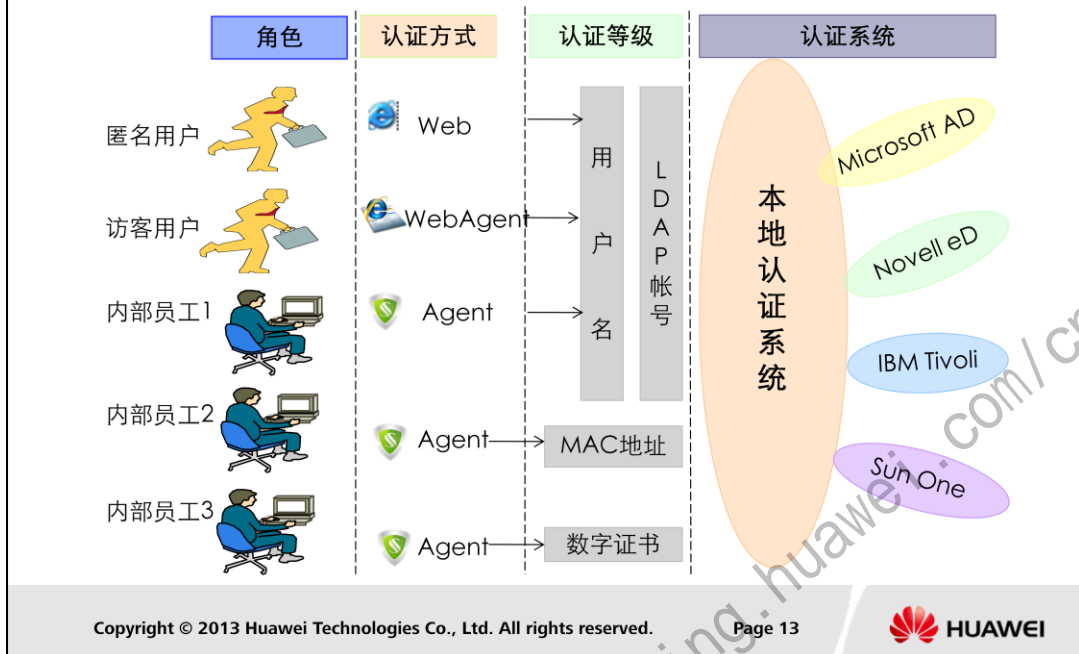 角色
认证方式
认证等级
认证系统
匿名用户
Web
访客用户
WebAgent
内部员工1
Agent
内部员工2
Agent
内部员工3
Agent
用户名
LDAP帐号
MAC地址
数字证书
本地认证系统
Microsoft AD
Novell eD
IBM Tivoli
Sun One
Copyright © 2013 Huawei Technologies Co., Ltd. All rights reserved.
Page 13
HUAWEI
ing.huawei.com/c